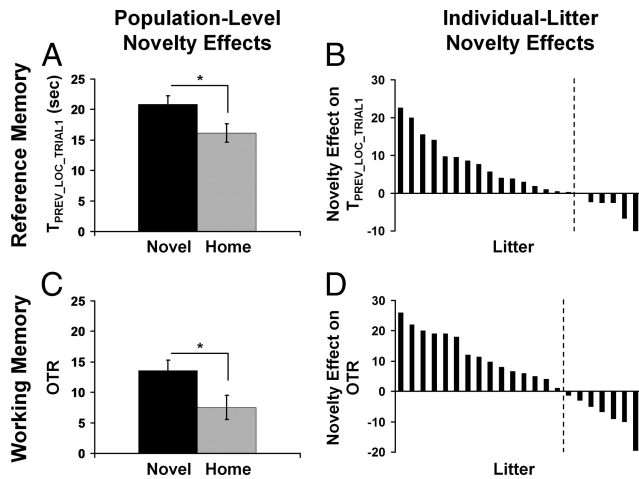 Population-Level
Novelty Effects
Individual-Litter
Novelty Effects
A
Reference Memory
T_PREV_LOC_TRIAL1 (sec)
25
20
15
10
5
0
*
Novel Home
B
Novelty Effect on
T_PREV_LOC_TRIAL1
30
20
10
0
-10
Litter
C
Working Memory
OTR
25
20
15
10
5
0
*
Novel Home
D
Novelty Effect on
OTR
30
20
10
0
-10
-20
Litter